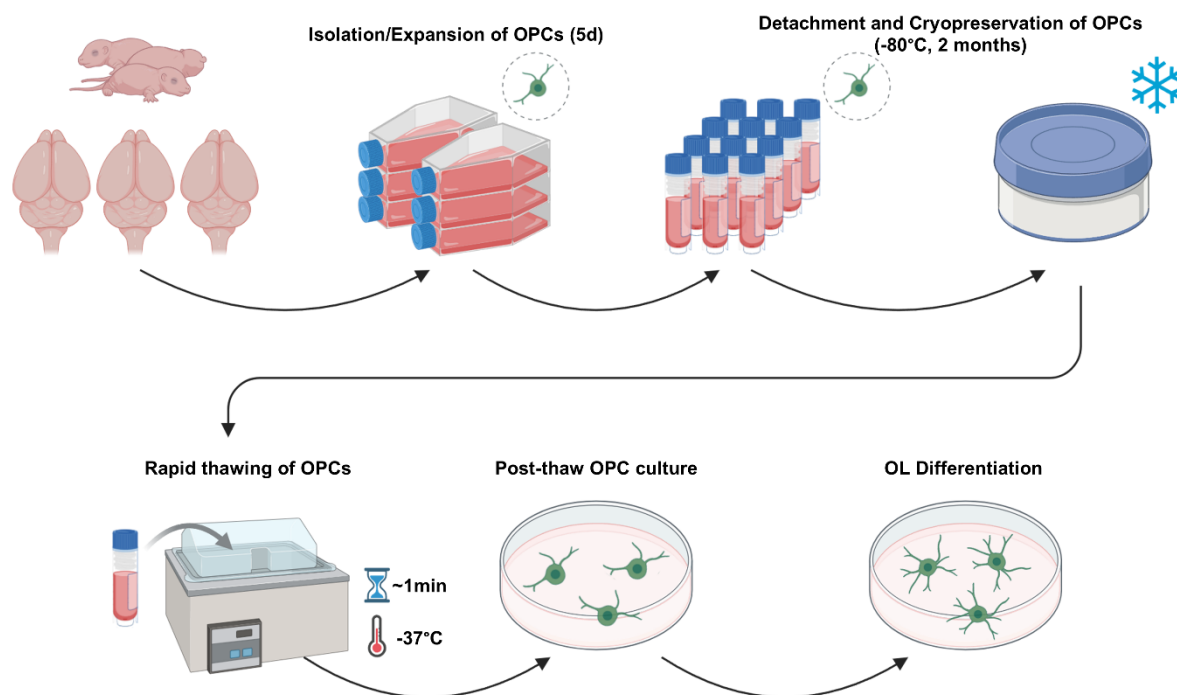 Isolation/Expansion of OPCs (5d)
Detachment and Cryopreservation of OPCs
(-80°C, 2 months)
Rapid thawing of OPCs
~1min
-37°C
Post-thaw OPC culture
OL Differentiation